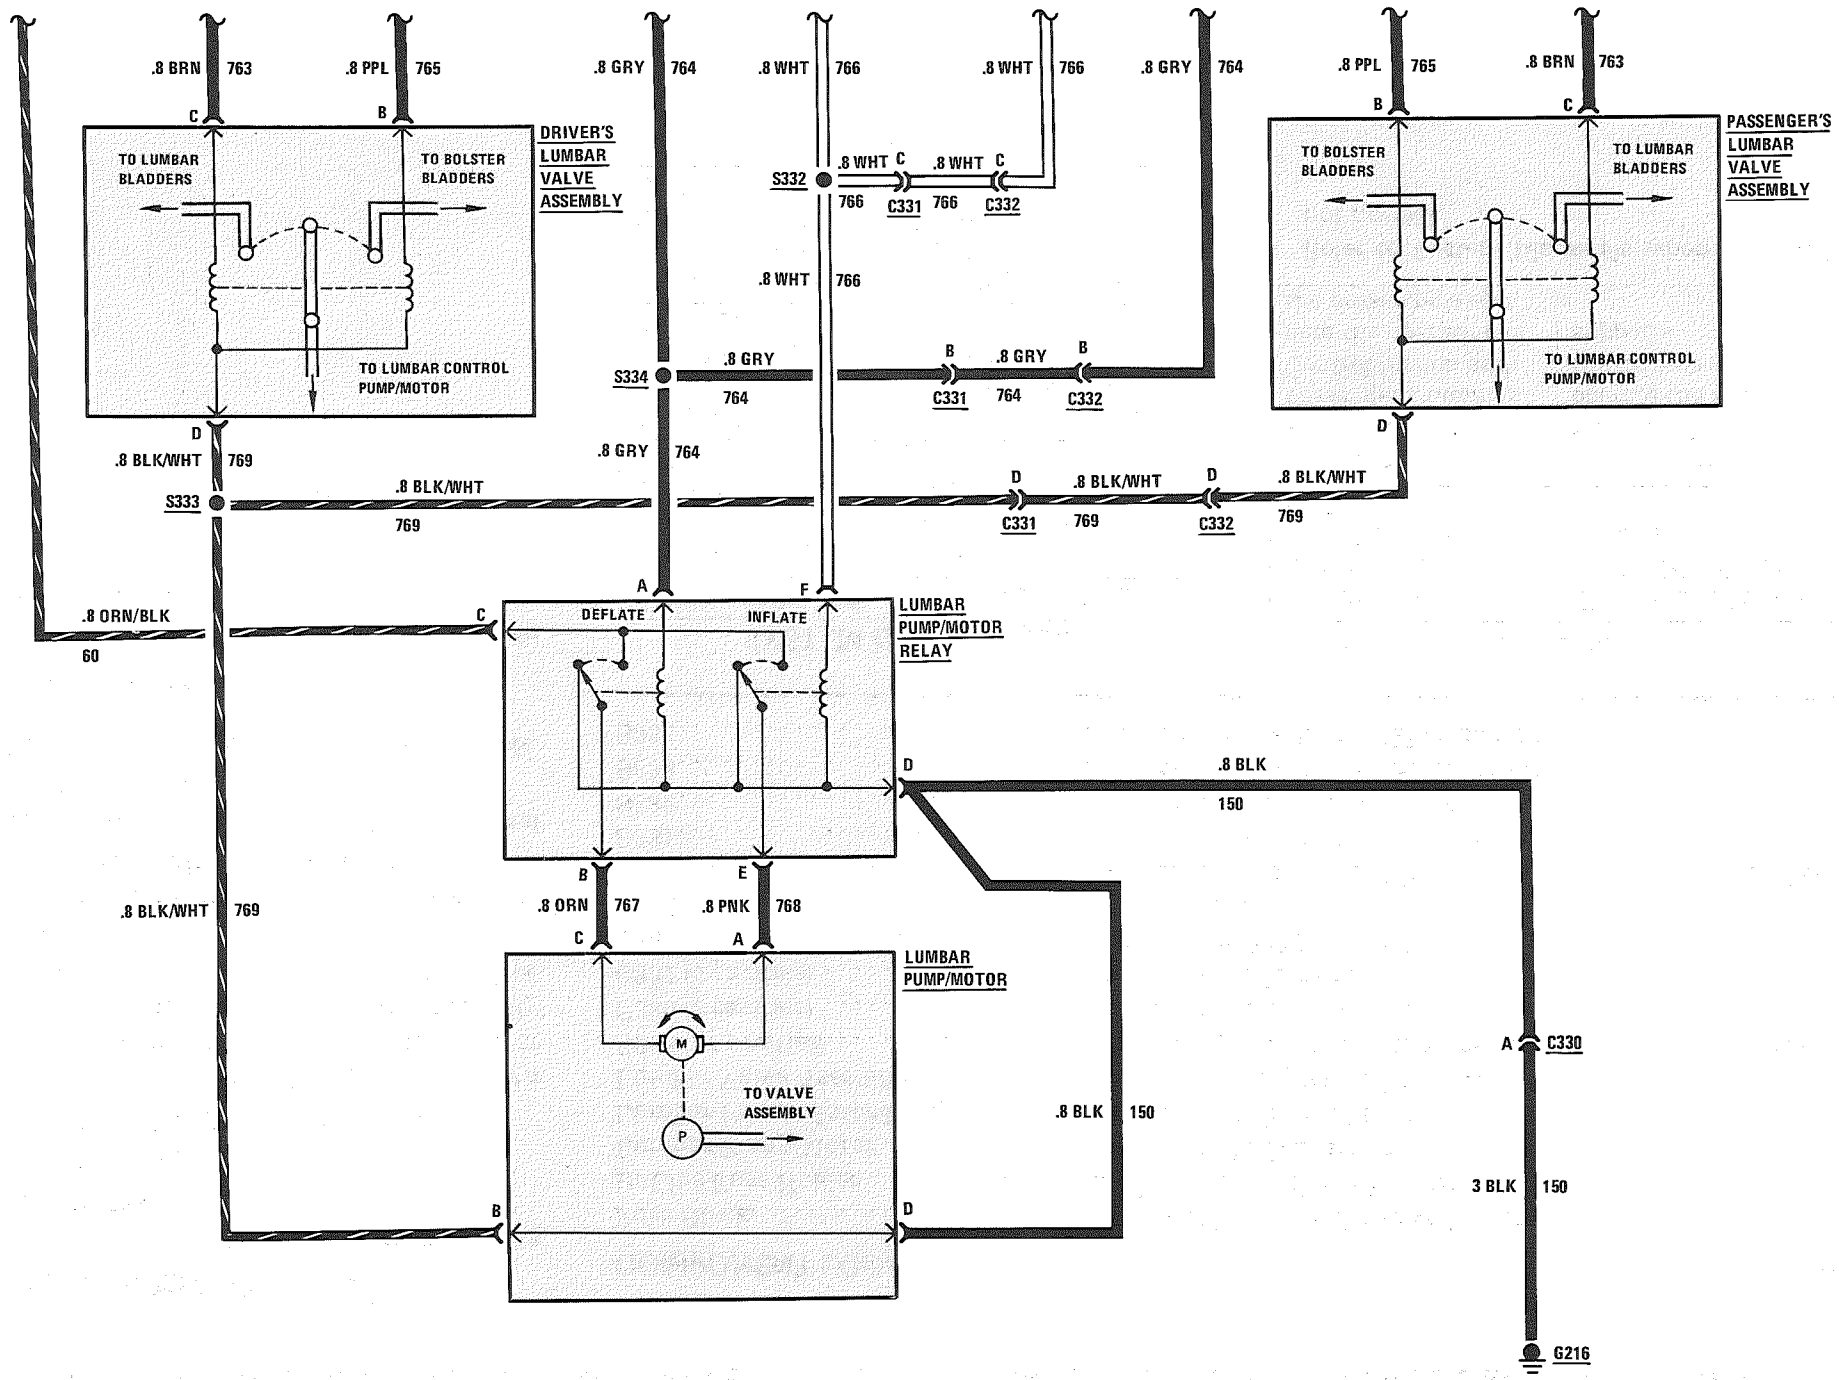 .8 BRN 763
.8 PPL 765
.8 GRY 764
.8 WHT 766
.8 WHT 766
.8 GRY 764
.8 PPL 765
.8 BRN 763
C
B
B
C
DRIVER'S
LUMBAR
VALVE
ASSEMBLY
TO LUMBAR
BLADDERS
TO BOLSTER
BLADDERS
TO LUMBAR CONTROL
PUMP/MOTOR
D
PASSENGER'S
LUMBAR
VALVE
ASSEMBLY
TO BOLSTER
BLADDERS
TO LUMBAR
BLADDERS
TO LUMBAR CONTROL
PUMP/MOTOR
D
S332
.8 WHT C .8 WHT C
766 C331 766 C332
.8 WHT 766
S334
.8 GRY B .8 GRY B
764 C331 764 C332
.8 GRY 764
.8 BLK/WHT 769
S333
.8 BLK/WHT D .8 BLK/WHT D .8 BLK/WHT
769 C331 769 C332 769
A
F
.8 ORN/BLK C
60
DEFLATE INFLATE
LUMBAR
PUMP/MOTOR
RELAY
D
.8 BLK
150
B
E
.8 ORN 767
.8 PNK 768
C
A
.8 BLK/WHT 769
LUMBAR
PUMP/MOTOR
M
P
TO VALVE
ASSEMBLY
B
D
.8 BLK 150
A C330
3 BLK 150
G216